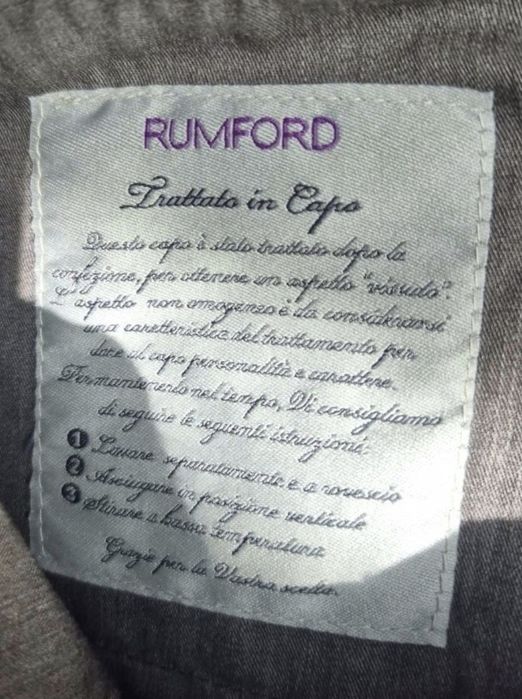 RUMFORD
Trattato in Capo
Questo capo è stato trattato dopo la
confezione, per ottenere un aspetto "vissuto".
L'aspetto non omogeneo è da considerarsi
una caratteristica del trattamento per
dare al capo personalità e carattere.
Per mantenerlo nel tempo, Vi consigliamo
di seguire le seguenti istruzioni:
1 Lavare separatamente e a rovescio
2 Asciugare in posizione verticale
3 Stirare a bassa temperatura
Grazie per la Vostra scelta.